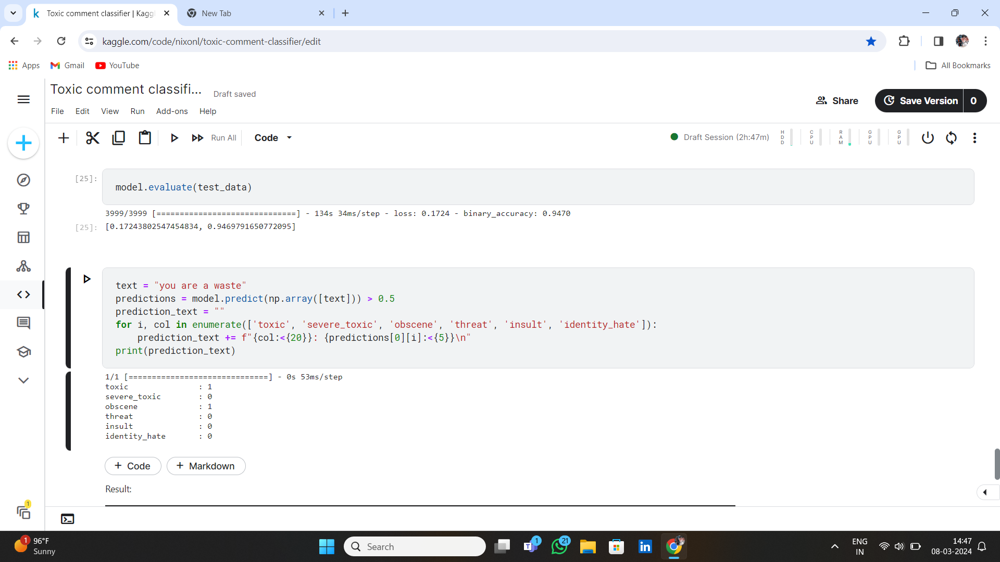 Toxic comment classifier | Kagg
New Tab
kaggle.com/code/nixonl/toxic-comment-classifier/edit
Apps
Gmail
YouTube
All Bookmarks
Toxic comment classifi...
Draft saved
File
Edit
View
Run
Add-ons
Help
Share
Save Version
0
Run All
Code
Draft Session (2h:47m)
HDD
CPU
RAM
GPU
GPU
[25]:
model.evaluate(test_data)
3999/3999 [==============================] - 134s 34ms/step - loss: 0.1724 - binary_accuracy: 0.9470
[25]: [0.17243802547454834, 0.9469791650772095]
text = "you are a waste"
predictions = model.predict(np.array([text])) > 0.5
prediction_text = ""
for i, col in enumerate(['toxic', 'severe_toxic', 'obscene', 'threat', 'insult', 'identity_hate']):
    prediction_text += f"{col:<{20}}: {predictions[0][i]:<{5}}\n"
print(prediction_text)
1/1 [==============================] - 0s 53ms/step
toxic : 1
severe_toxic : 0
obscene : 1
threat : 0
insult : 0
identity_hate : 0
+ Code
+ Markdown
Result:
1
1
96°F
Sunny
Search
1
21
ENG
IN
14:47
08-03-2024